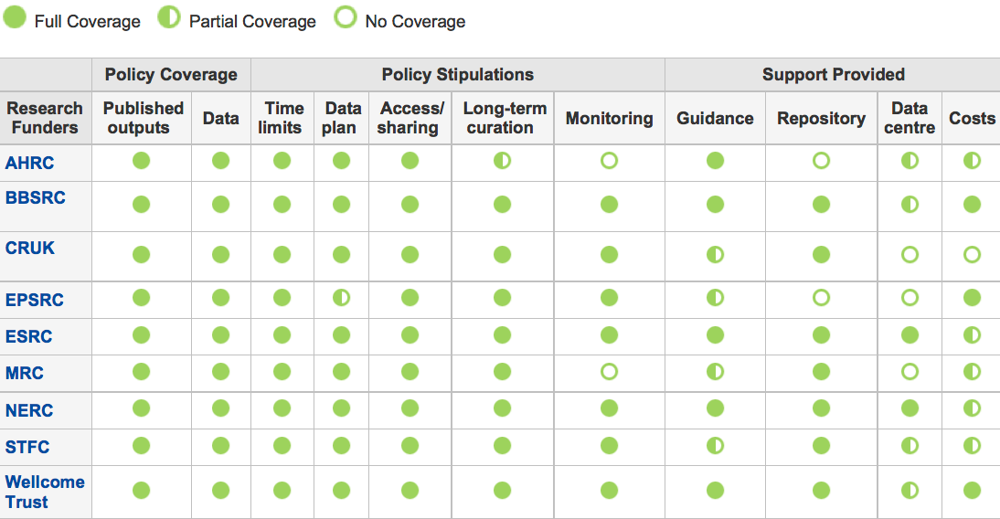 Full Coverage Partial Coverage No Coverage
Policy Coverage Policy Stipulations Support Provided
Research Funders Published outputs Data Time limits Data plan Access/ sharing Long-term curation Monitoring Guidance Repository Data centre Costs
AHRC
BBSRC
CRUK
EPSRC
ESRC
MRC
NERC
STFC
Wellcome
Trust